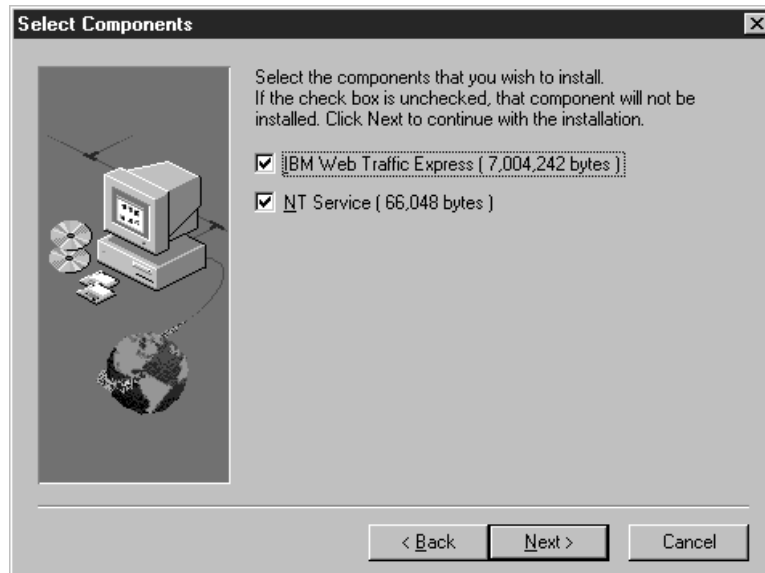 Select Components
Select the components that you wish to install.
If the check box is unchecked, that component will not be
installed. Click Next to continue with the installation.
IBM Web Traffic Express ( 7,004,242 bytes )
NT Service ( 66,048 bytes )
< Back
Next >
Cancel